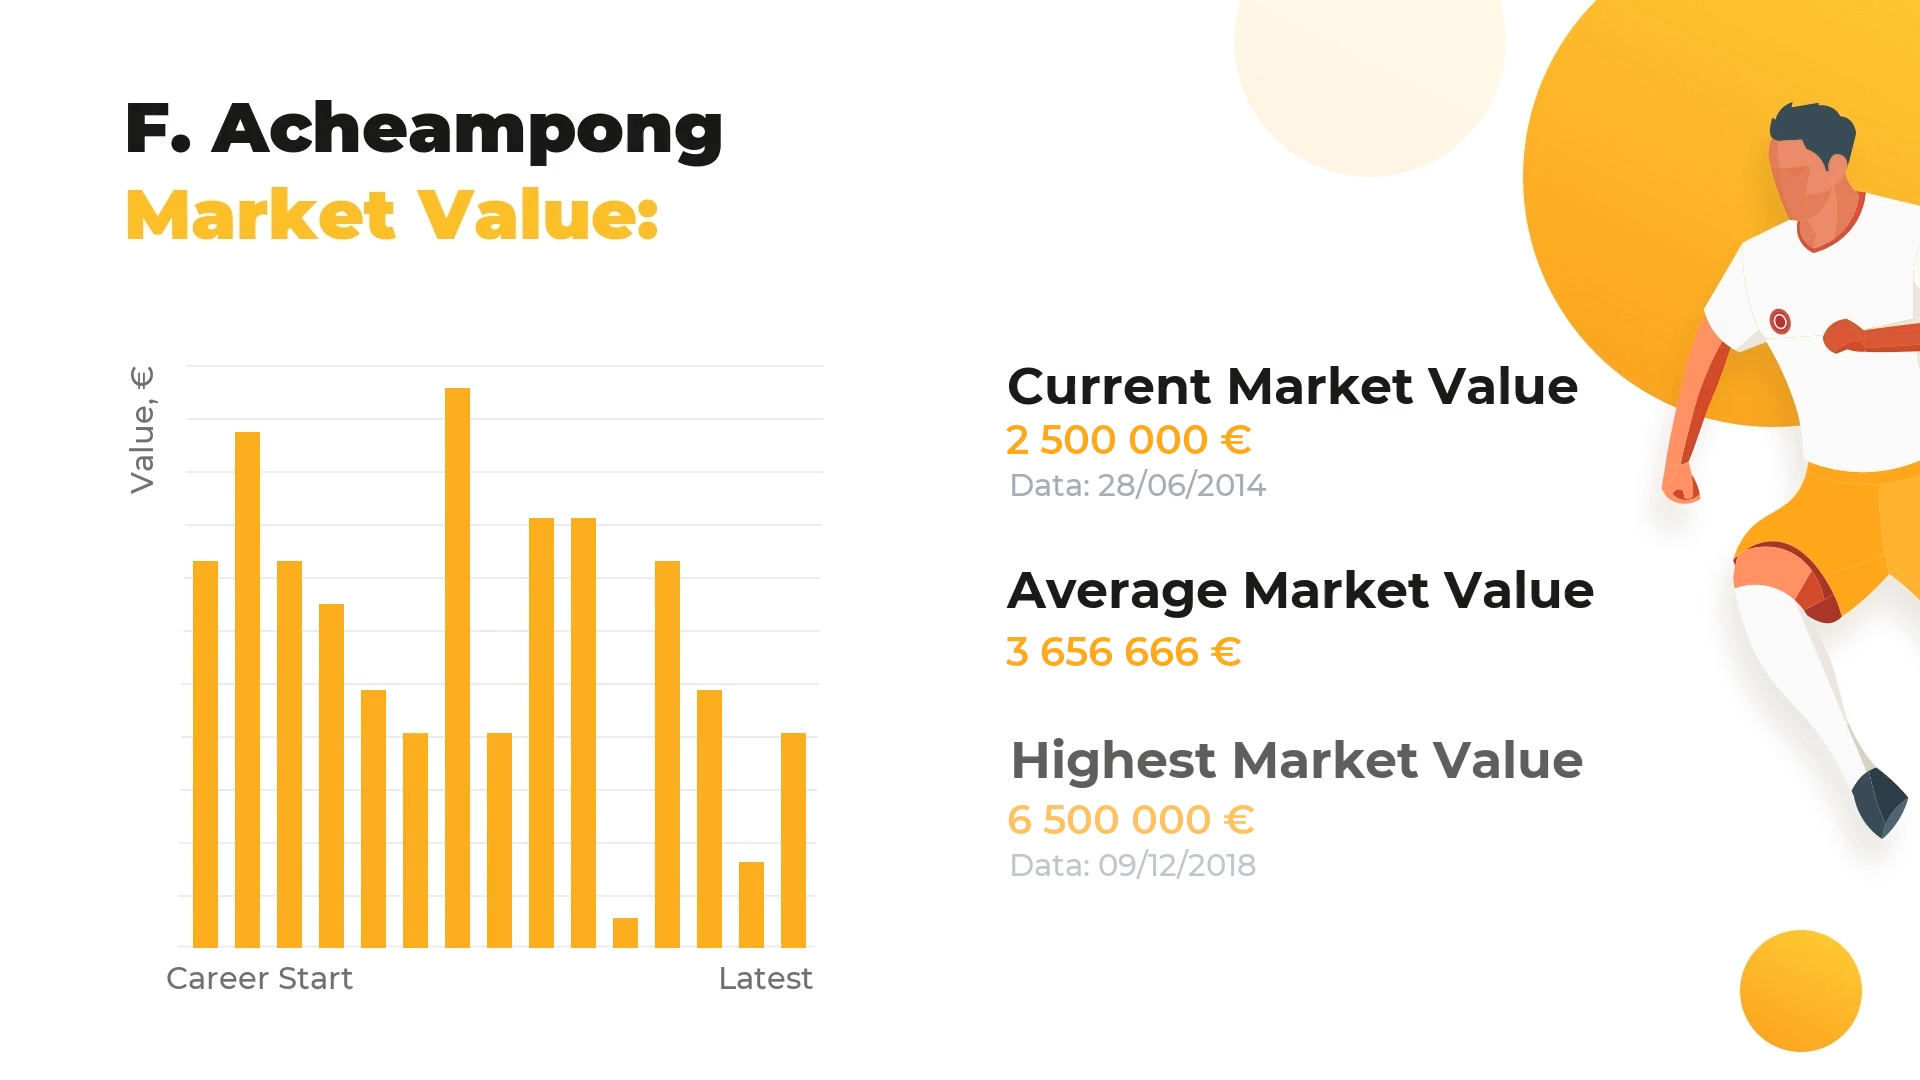 F. Acheampong
Market Value:
Value, €
Career Start
Latest
Current Market Value
2 500 000 €
Data: 28/06/2014
Average Market Value
3 656 666 €
Highest Market Value
6 500 000 €
Data: 09/12/2018